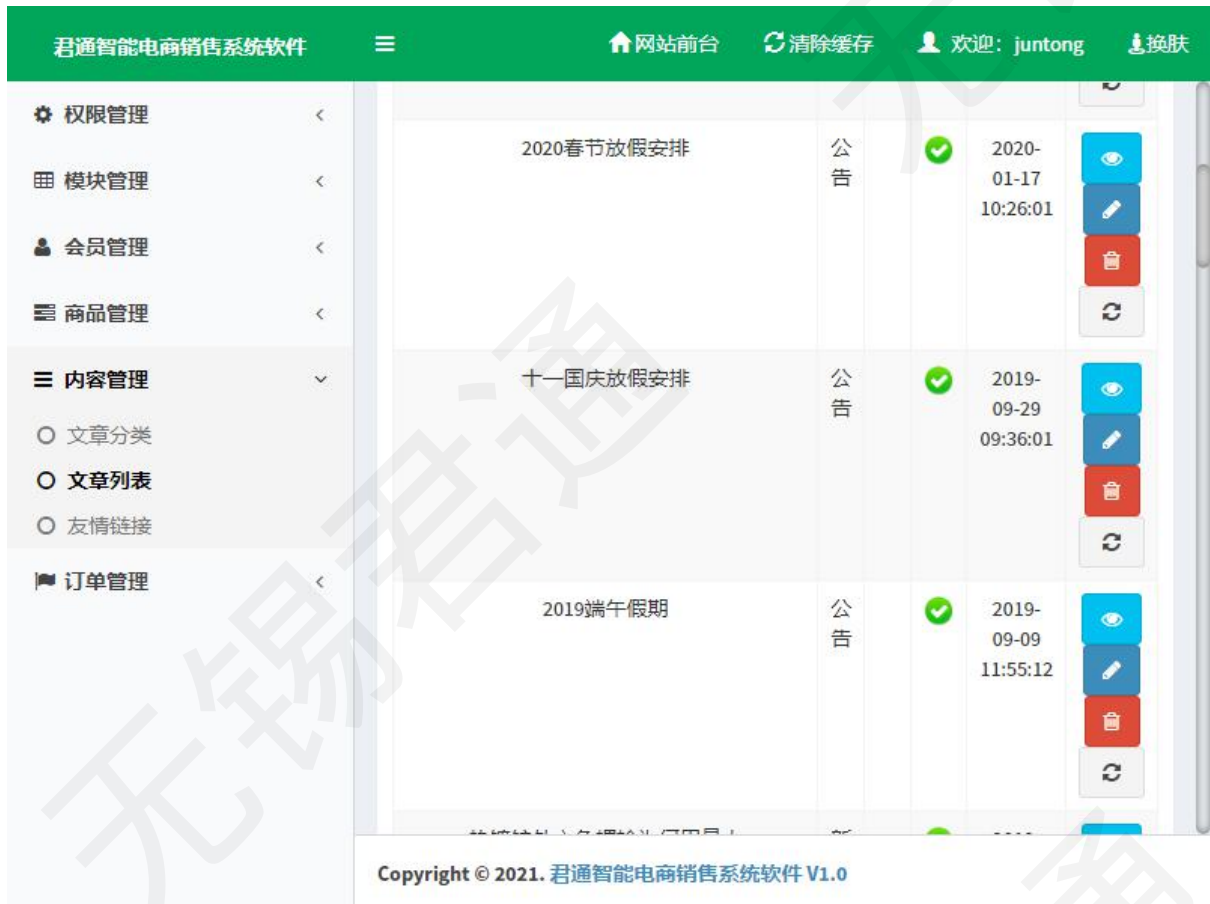 君通智能电商销售系统软件
网站前台 清除缓存 欢迎：juntong 换肤
权限管理
模块管理
会员管理
商品管理
内容管理
文章分类
文章列表
友情链接
订单管理
2020春节放假安排 公告 2020-01-17 10:26:01
十一国庆放假安排 公告 2019-09-29 09:36:01
2019端午假期 公告 2019-09-09 11:55:12
Copyright © 2021. 君通智能电商销售系统软件 V1.0
无锡君通